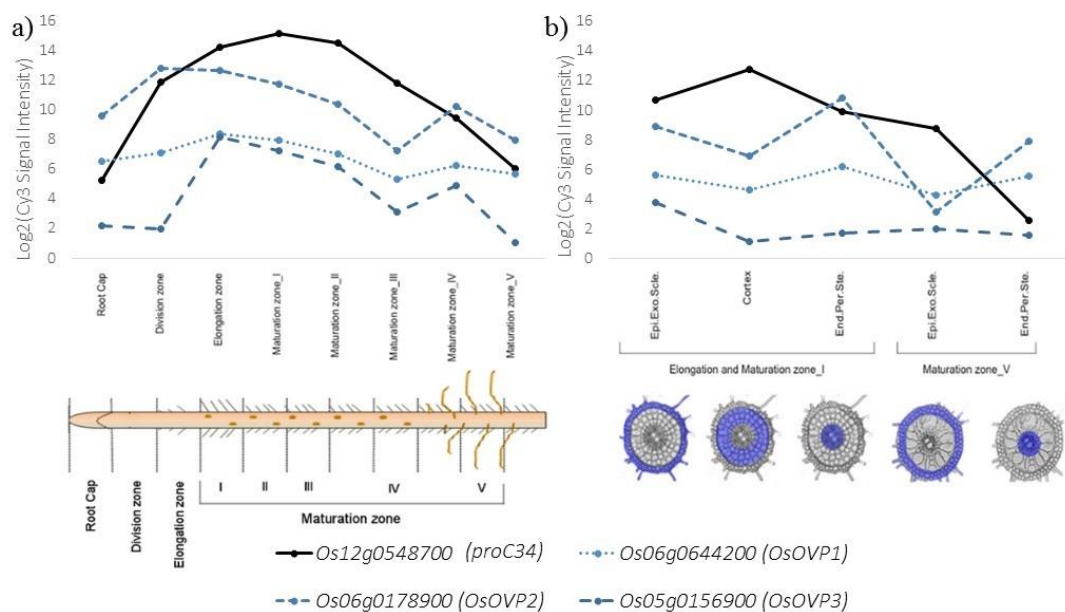 a)
Log2(Cy3 Signal Intensity)
16
14
12
10
8
6
4
2
0
Root Cap
Division zone
Elongation zone
Maturation zone_I
Maturation zone_II
Maturation zone_III
Maturation zone_IV
Maturation zone_V
Root Cap
Division zone
Elongation zone
I II III IV V
Maturation zone
b)
Log2(Cy3 Signal Intensity)
16
14
12
10
8
6
4
2
0
Epi.Exo.Scle.
Cortex
End.Per.Ste.
Epi.Exo.Scle.
End.Per.Ste.
Elongation and Maturation zone_I
Maturation zone_V
Os12g0548700 (proC34)
Os06g0644200 (OsOVP1)
Os06g0178900 (OsOVP2)
Os05g0156900 (OsOVP3)